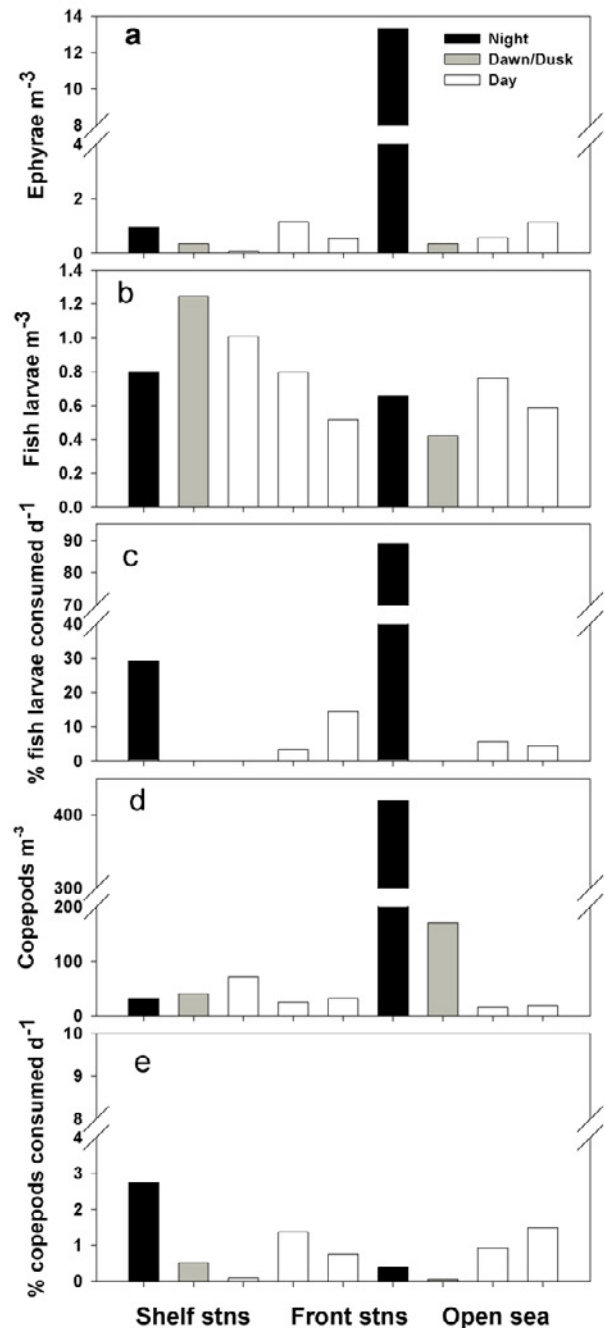 a
Night
Dawn/Dusk
Day
Ephyrae m-3
14
12
10
8
4
2
0
b
Fish larvae m-3
1.4
1.2
1.0
0.8
0.6
0.4
0.2
0.0
c
% fish larvae consumed d-1
90
80
70
40
30
20
10
0
d
Copepods m-3
400
300
200
100
0
e
% copepods consumed d-1
10
9
8
4
3
2
1
0
Shelf stns Front stns Open sea